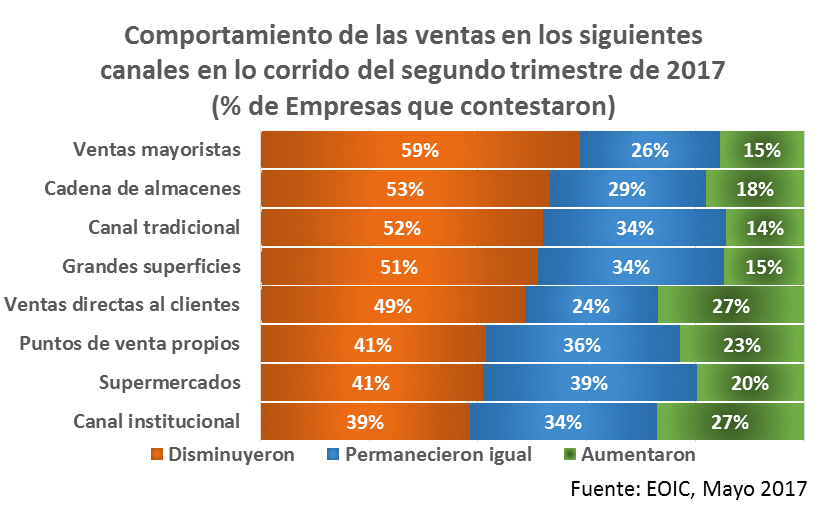 Comportamiento de las ventas en los siguientes
canales en lo corrido del segundo trimestre de 2017
(% de Empresas que contestaron)
Ventas mayoristas 59% 26% 15%
Cadena de almacenes 53% 29% 18%
Canal tradicional 52% 34% 14%
Grandes superficies 51% 34% 15%
Ventas directas al clientes 49% 24% 27%
Puntos de venta propios 41% 36% 23%
Supermercados 41% 39% 20%
Canal institucional 39% 34% 27%
Disminuyeron Permanecieron igual Aumentaron
Fuente: EOIC, Mayo 2017